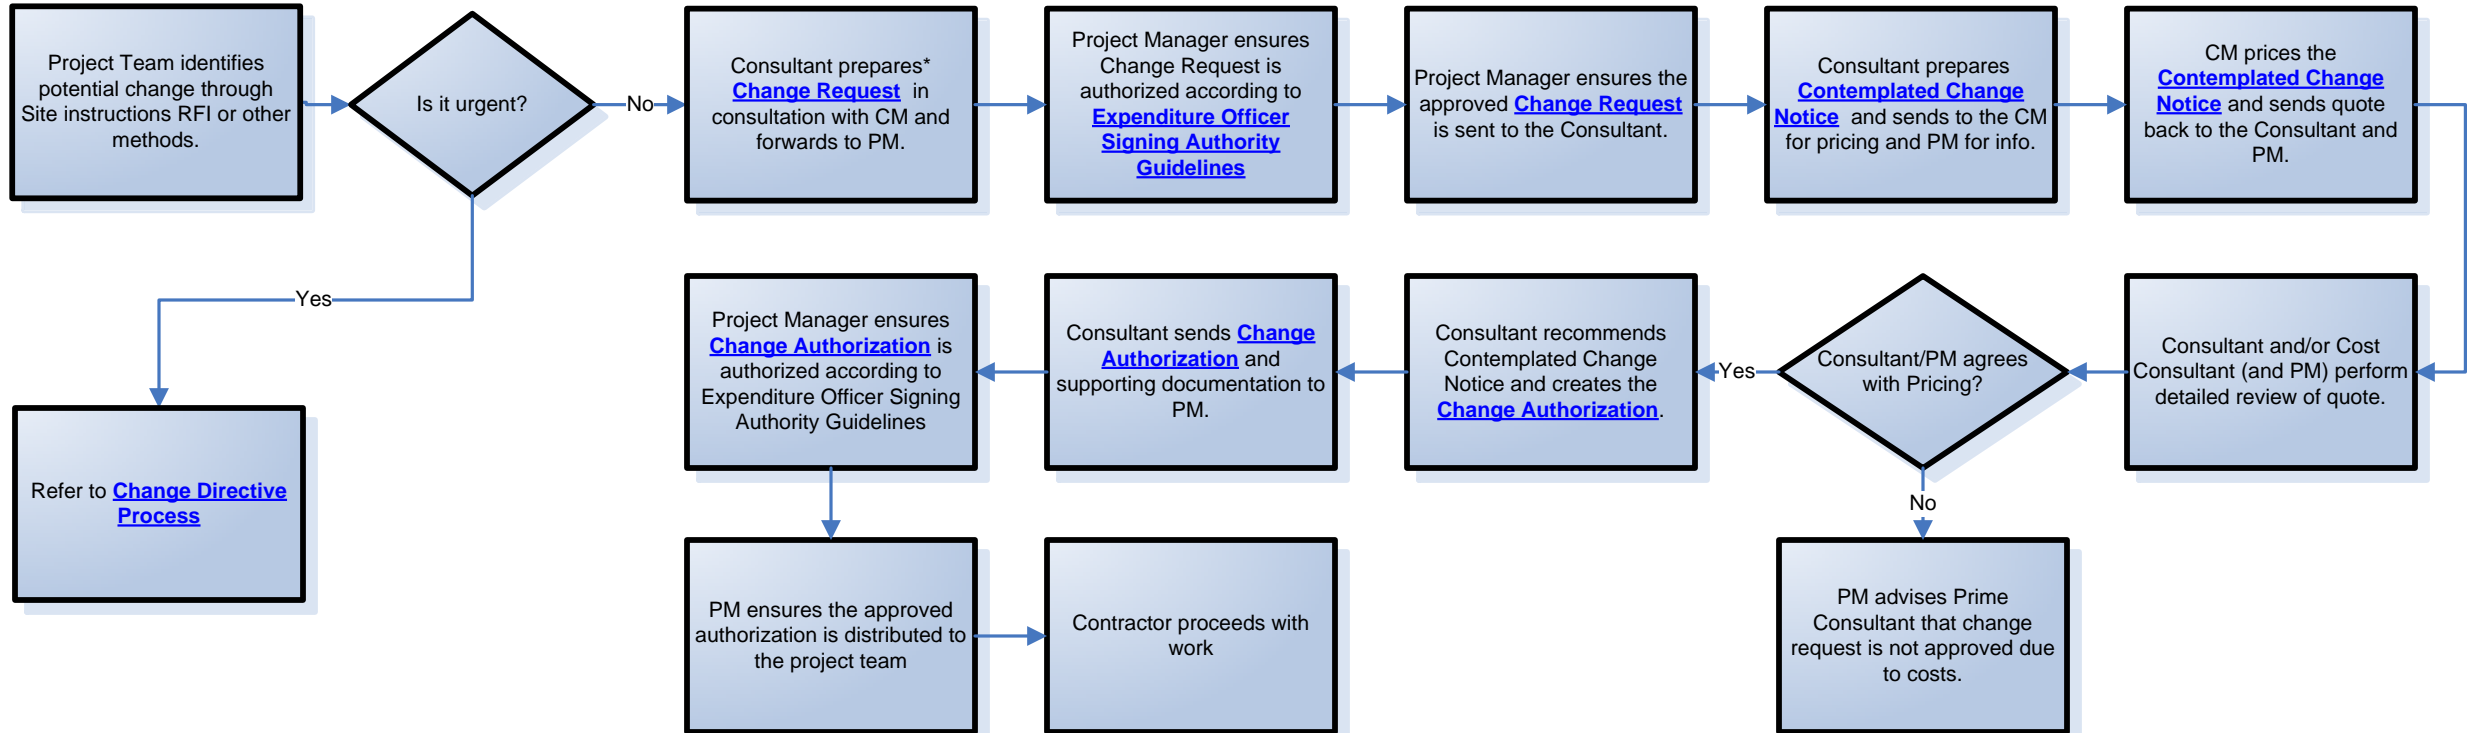 Project Team identifies
potential change through
Site instructions RFI or other
methods.
Is it urgent?
No
Consultant prepares*
Change Request in
consultation with CM and
forwards to PM.
Project Manager ensures
Change Request is
authorized according to
Expenditure Officer
Signing Authority
Guidelines
Project Manager ensures the
approved Change Request
is sent to the Consultant.
Consultant prepares
Contemplated Change
Notice and sends to the CM
for pricing and PM for info.
CM prices the
Contemplated Change
Notice and sends quote
back to the Consultant and
PM.
Yes
Refer to Change Directive
Process
Project Manager ensures
Change Authorization is
authorized according to
Expenditure Officer Signing
Authority Guidelines
Consultant sends Change
Authorization and
supporting documentation to
PM.
Consultant recommends
Contemplated Change
Notice and creates the
Change Authorization.
Yes
Consultant/PM agrees
with Pricing?
Consultant and/or Cost
Consultant (and PM) perform
detailed review of quote.
No
PM ensures the approved
authorization is distributed to
the project team
Contractor proceeds with
work
PM advises Prime
Consultant that change
request is not approved due
to costs.